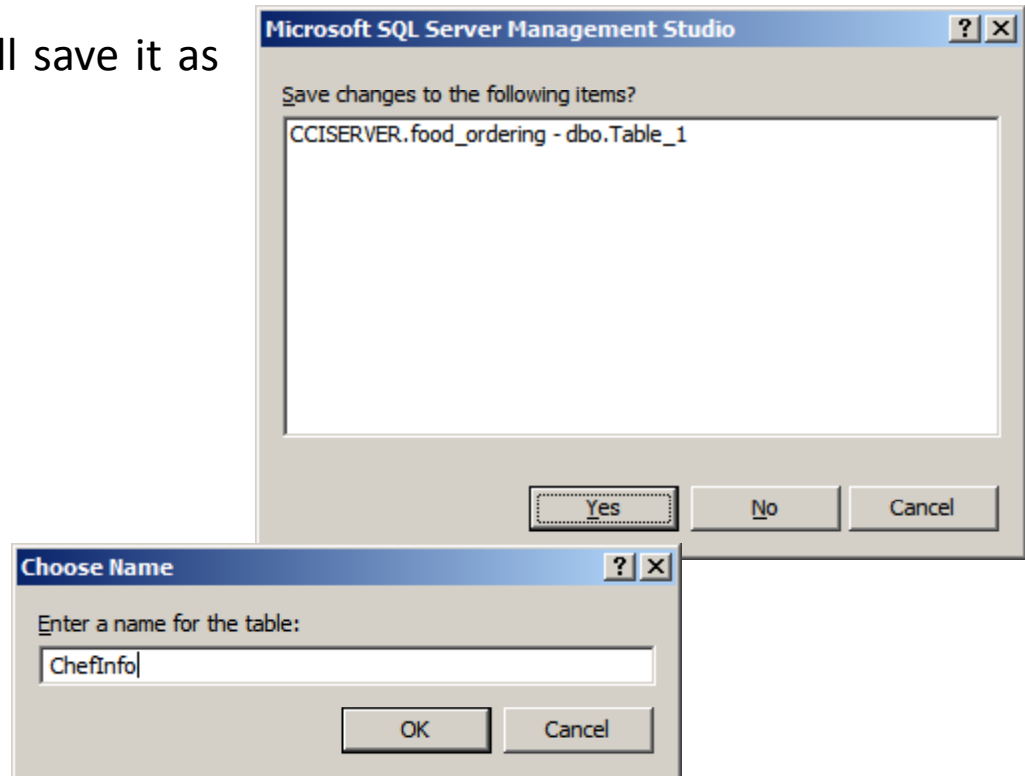 ll save it as
Microsoft SQL Server Management Studio
Save changes to the following items?
CCISERVER.food_ordering - dbo.Table_1
Yes
No
Cancel
Choose Name
Enter a name for the table:
ChefInfo
OK
Cancel